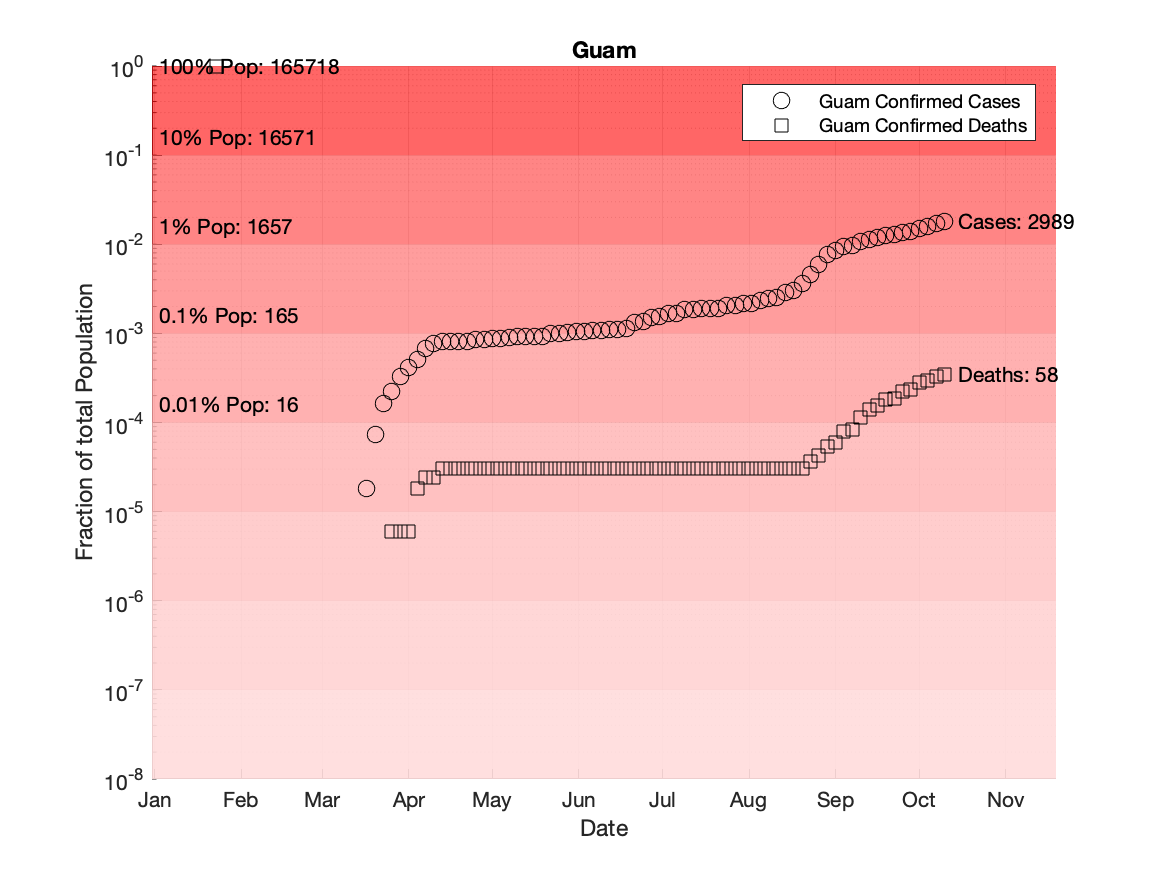 Guam
10^0
100% Pop: 165718
Guam Confirmed Cases
Guam Confirmed Deaths
10% Pop: 16571
10^-1
1% Pop: 1657
Cases: 2989
10^-2
0.1% Pop: 165
10^-3
Deaths: 58
0.01% Pop: 16
10^-4
10^-5
10^-6
10^-7
10^-8
Fraction of total Population
Jan Feb Mar Apr May Jun Jul Aug Sep Oct Nov
Date